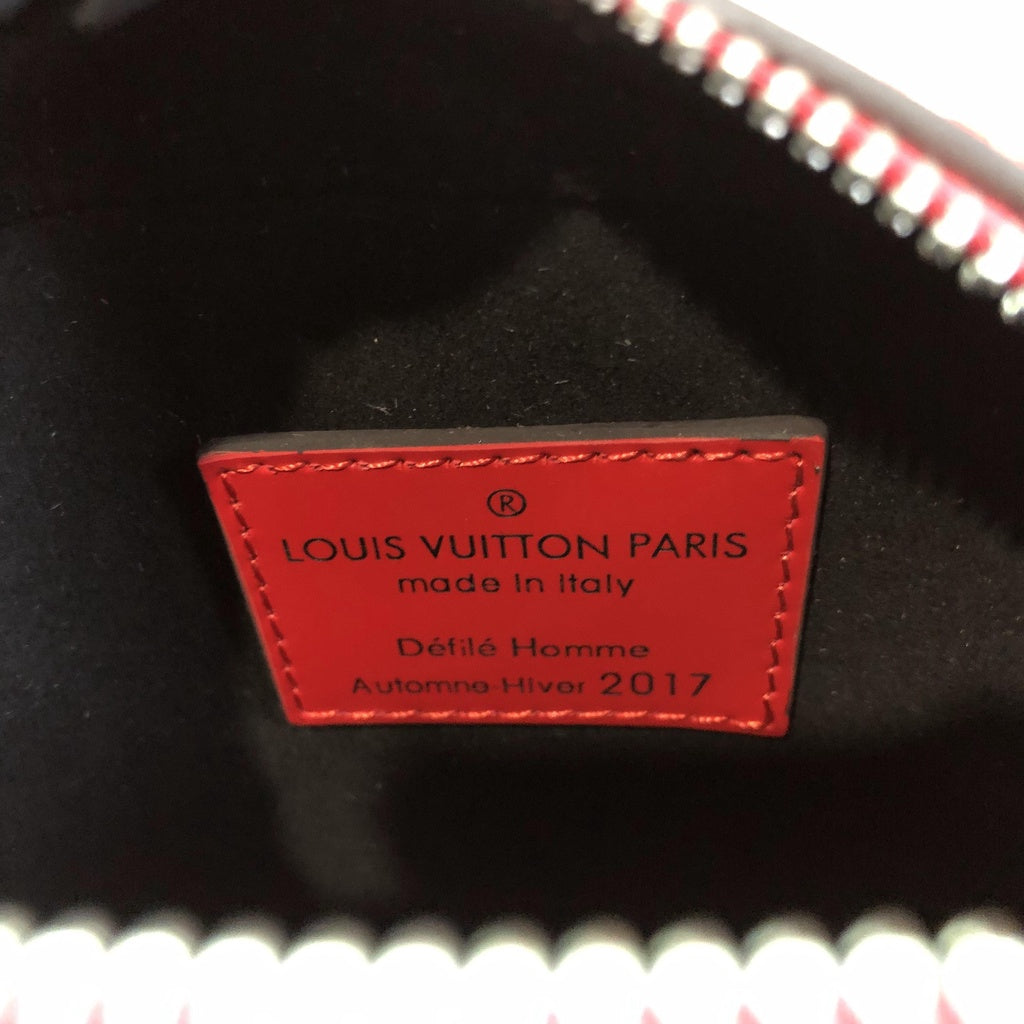 ®
LOUIS VUITTON PARIS
made in Italy
Défilé Homme
Automne-Hiver 2017